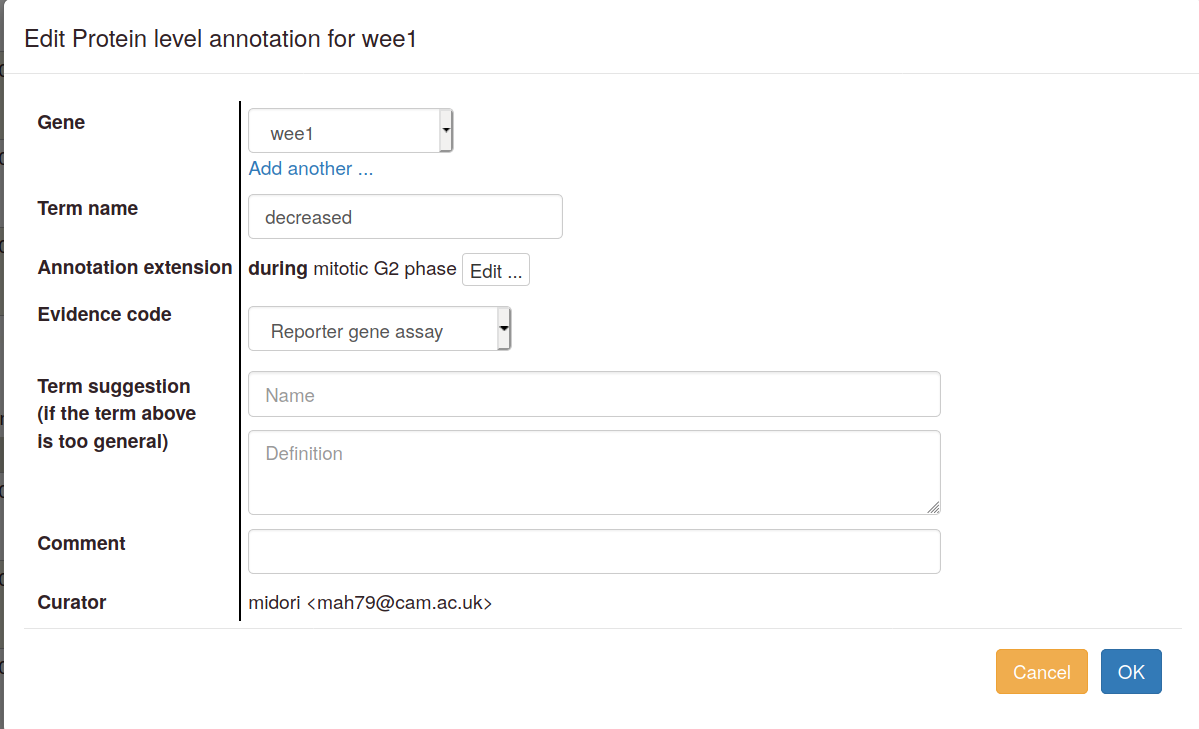 Edit Protein level annotation for wee1
Gene
wee1
Add another ...
Term name
decreased
Annotation extension
during mitotic G2 phase Edit ...
Evidence code
Reporter gene assay
Term suggestion
(if the term above
is too general)
Name
Definition
Comment
Curator
midori <mah79@cam.ac.uk>
Cancel
OK